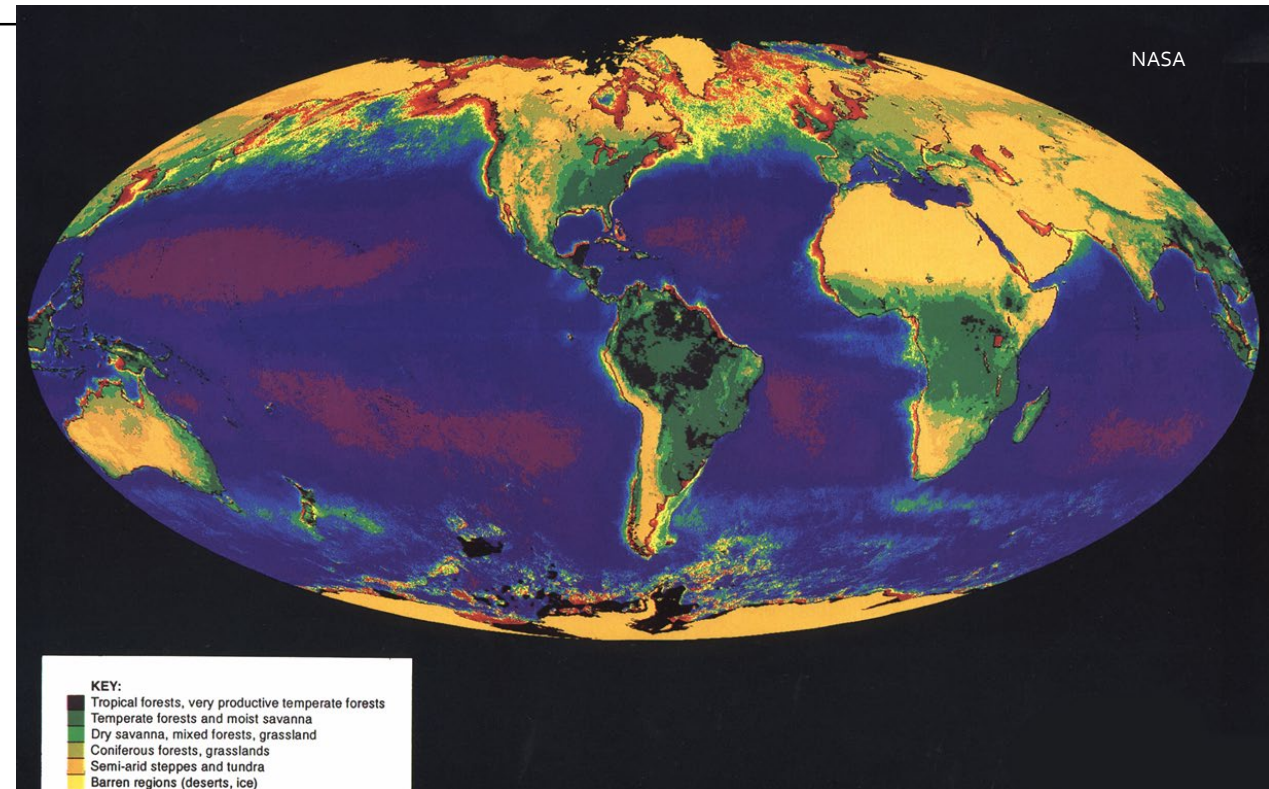 NASA
KEY:
Tropical forests, very productive temperate forests
Temperate forests and moist savanna
Dry savanna, mixed forests, grassland
Coniferous forests, grasslands
Semi-arid steppes and tundra
Barren regions (deserts, ice)